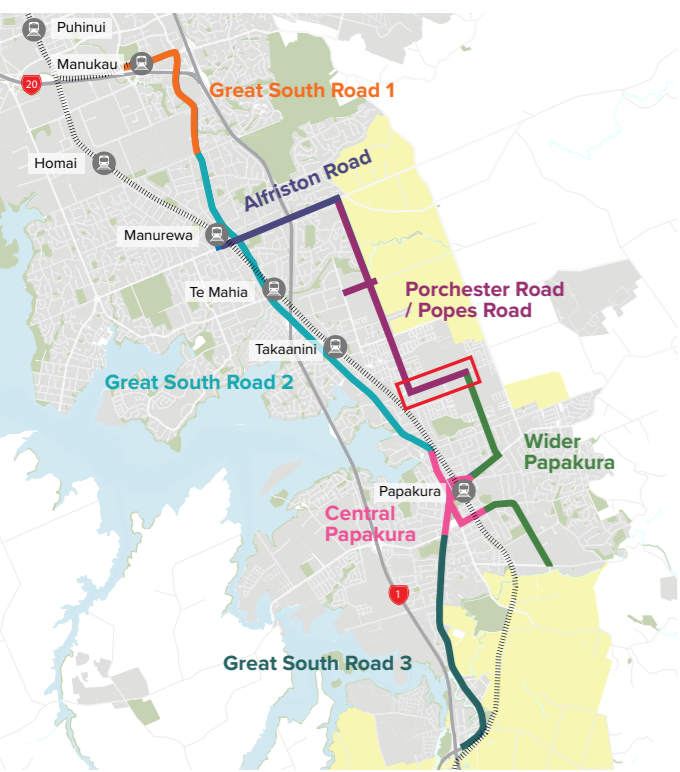 Puhinui
Manukau
20
Great South Road 1
Homai
Alfriston Road
Manurewa
Te Mahia
Porchester Road
/ Popes Road
Takaanini
Great South Road 2
Wider
Papakura
Papakura
Central
Papakura
1
Great South Road 3